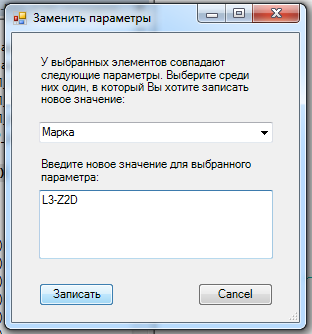 Заменить параметры
У выбранных элементов совпадают
следующие параметры. Выберите среди
них один, в который Вы хотите записать
новое значение:
Марка
Введите новое значение для выбранного
параметра:
L3-Z2D
Записать
Cancel